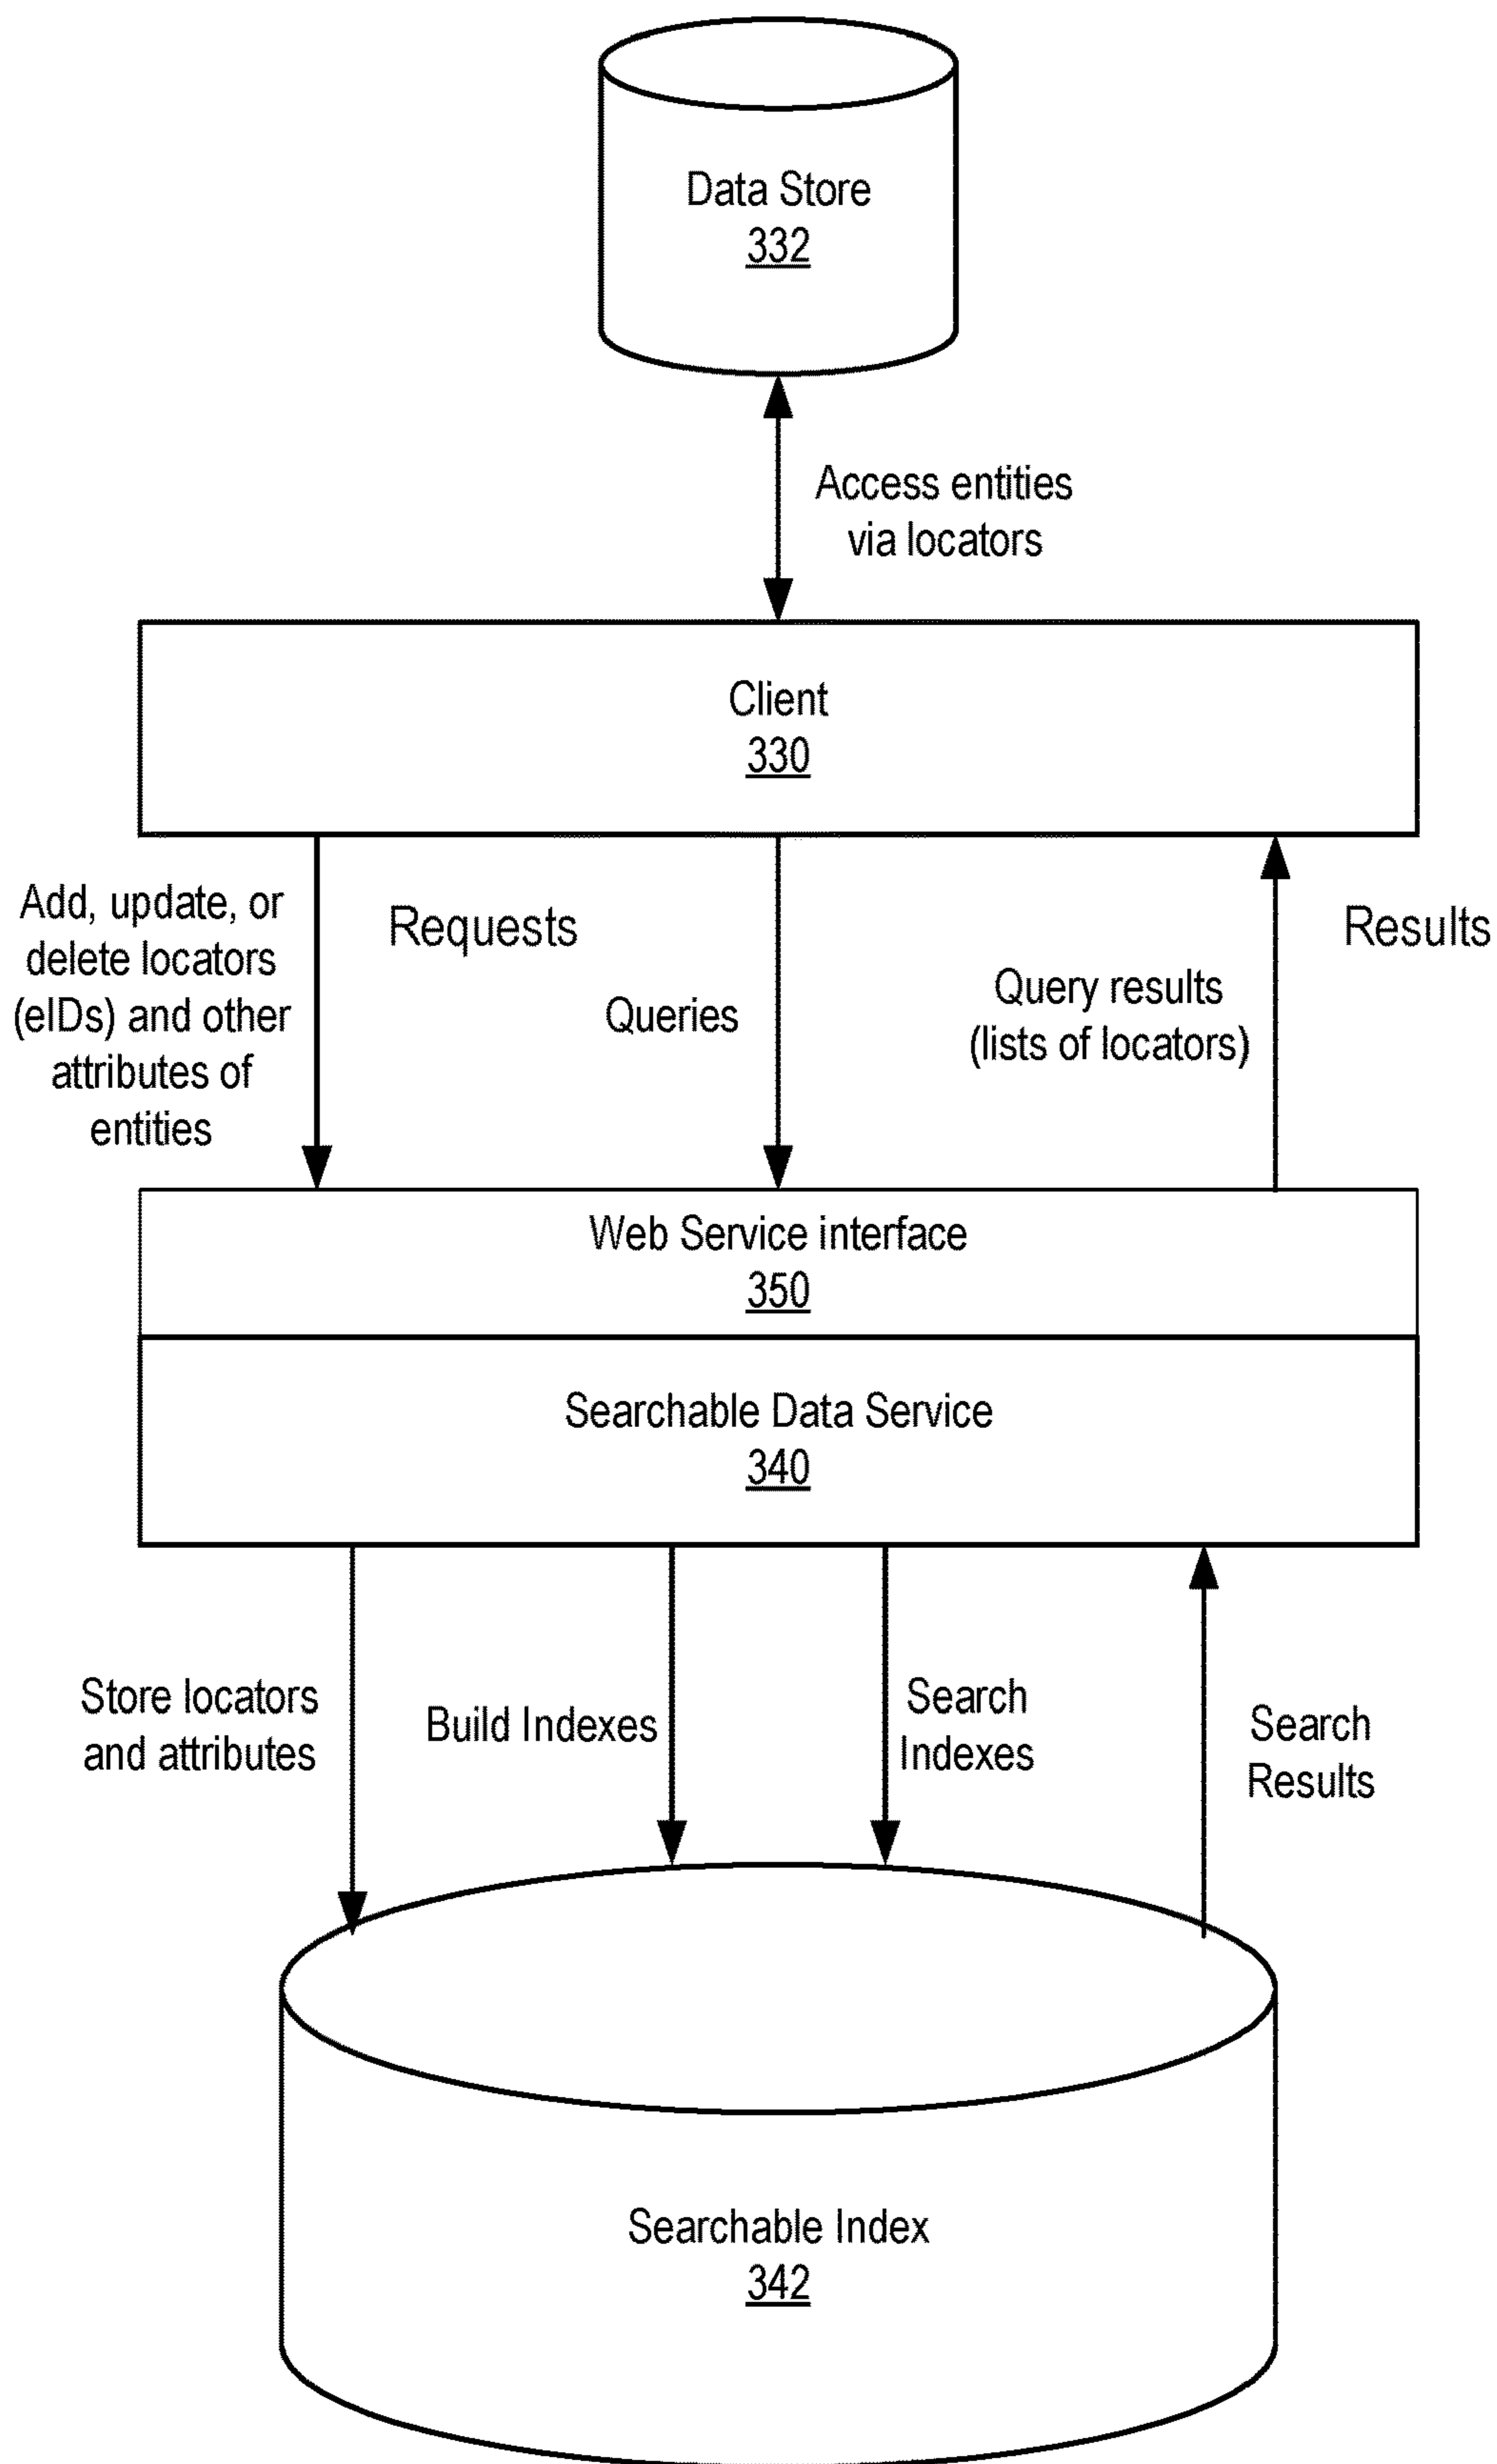 Data Store
332
Access entities
via locators
Client
330
Add, update, or
delete locators
(eIDs) and other
attributes of
entities
Requests
Queries
Query results
(lists of locators)
Results
Web Service interface
350
Searchable Data Service
340
Store locators
and attributes
Build Indexes
Search
Indexes
Search
Results
Searchable Index
342